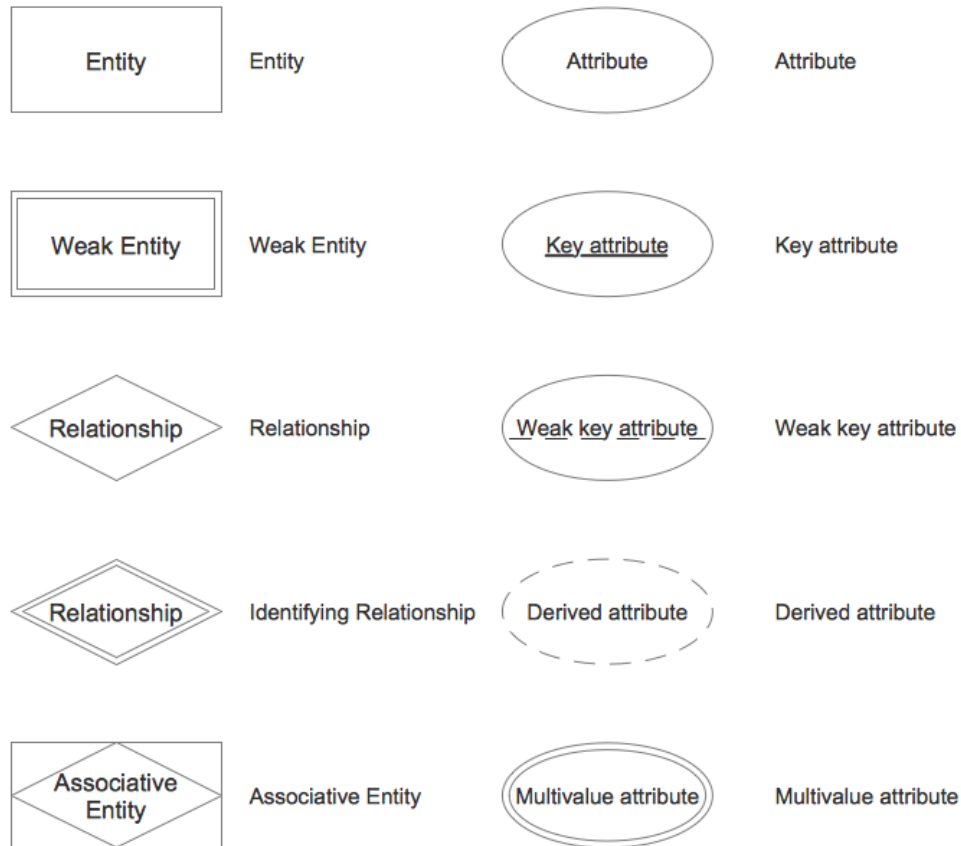 Entity Entity Attribute Attribute
Weak Entity Weak Entity Key attribute Key attribute
Relationship Relationship Weak key attribute Weak key attribute
Relationship Identifying Relationship Derived attribute Derived attribute
Associative
Entity Associative Entity Multivalue attribute Multivalue attribute